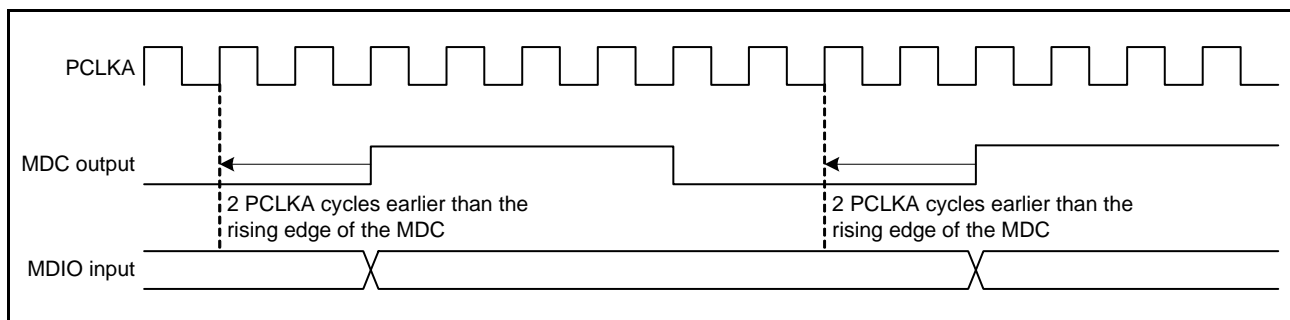 PCLKA
MDC output
2 PCLKA cycles earlier than the
rising edge of the MDC
2 PCLKA cycles earlier than the
rising edge of the MDC
MDIO input